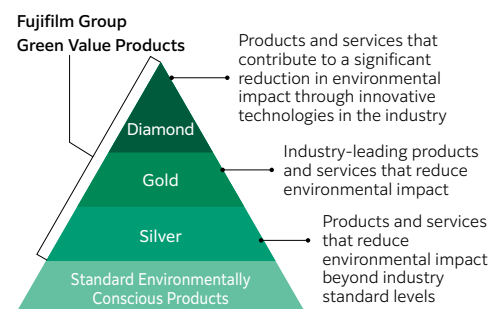 Fujifilm Group
Green Value Products
Products and services that
contribute to a significant
reduction in environmental
impact through innovative
technologies in the industry
Diamond
Industry-leading products
and services that reduce
environmental impact
Gold
Products and services
that reduce
environmental impact
beyond industry
standard levels
Silver
Standard Environmentally
Conscious Products